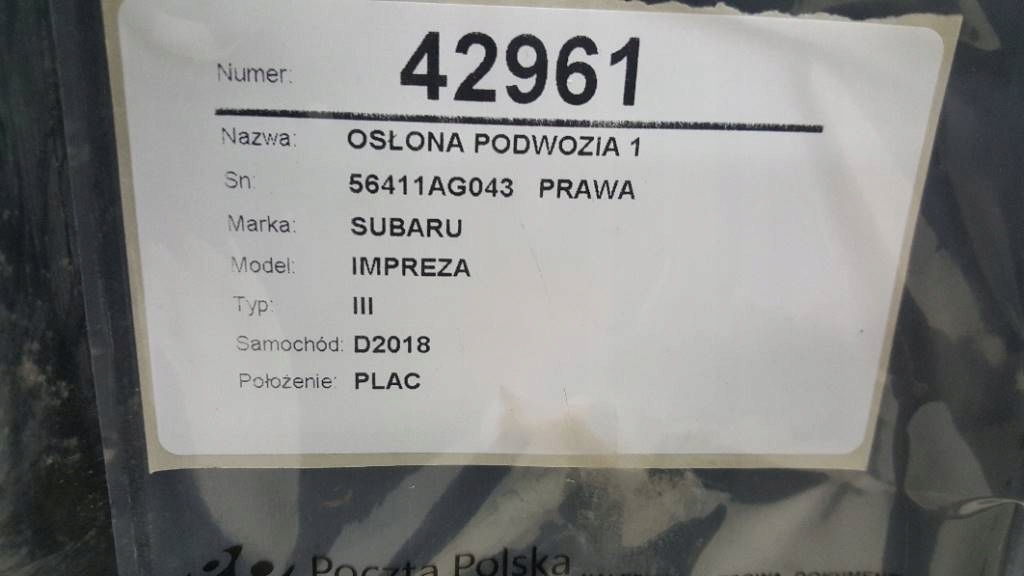 Numer: 42961
Nazwa: OSŁONA PODWOZIA 1
Sn: 56411AG043 PRAWA
Marka: SUBARU
Model: IMPREZA
Typ: III
Samochód: D2018
Położenie: PLAC
Poczta Polska